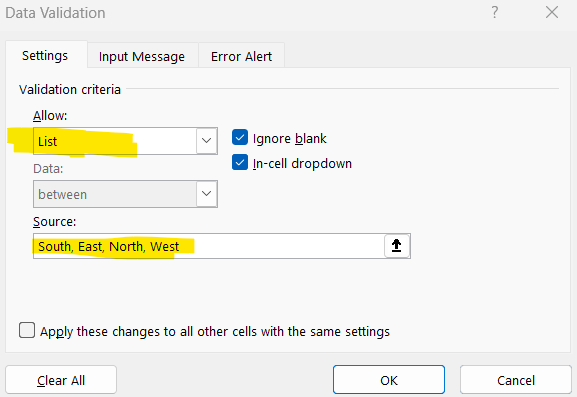 Data Validation ? ×
Settings Input Message Error Alert
Validation criteria
Allow:
List Ignore blank
In-cell dropdown
Data:
between
Source:
South, East, North, West
Apply these changes to all other cells with the same settings
Clear All OK Cancel